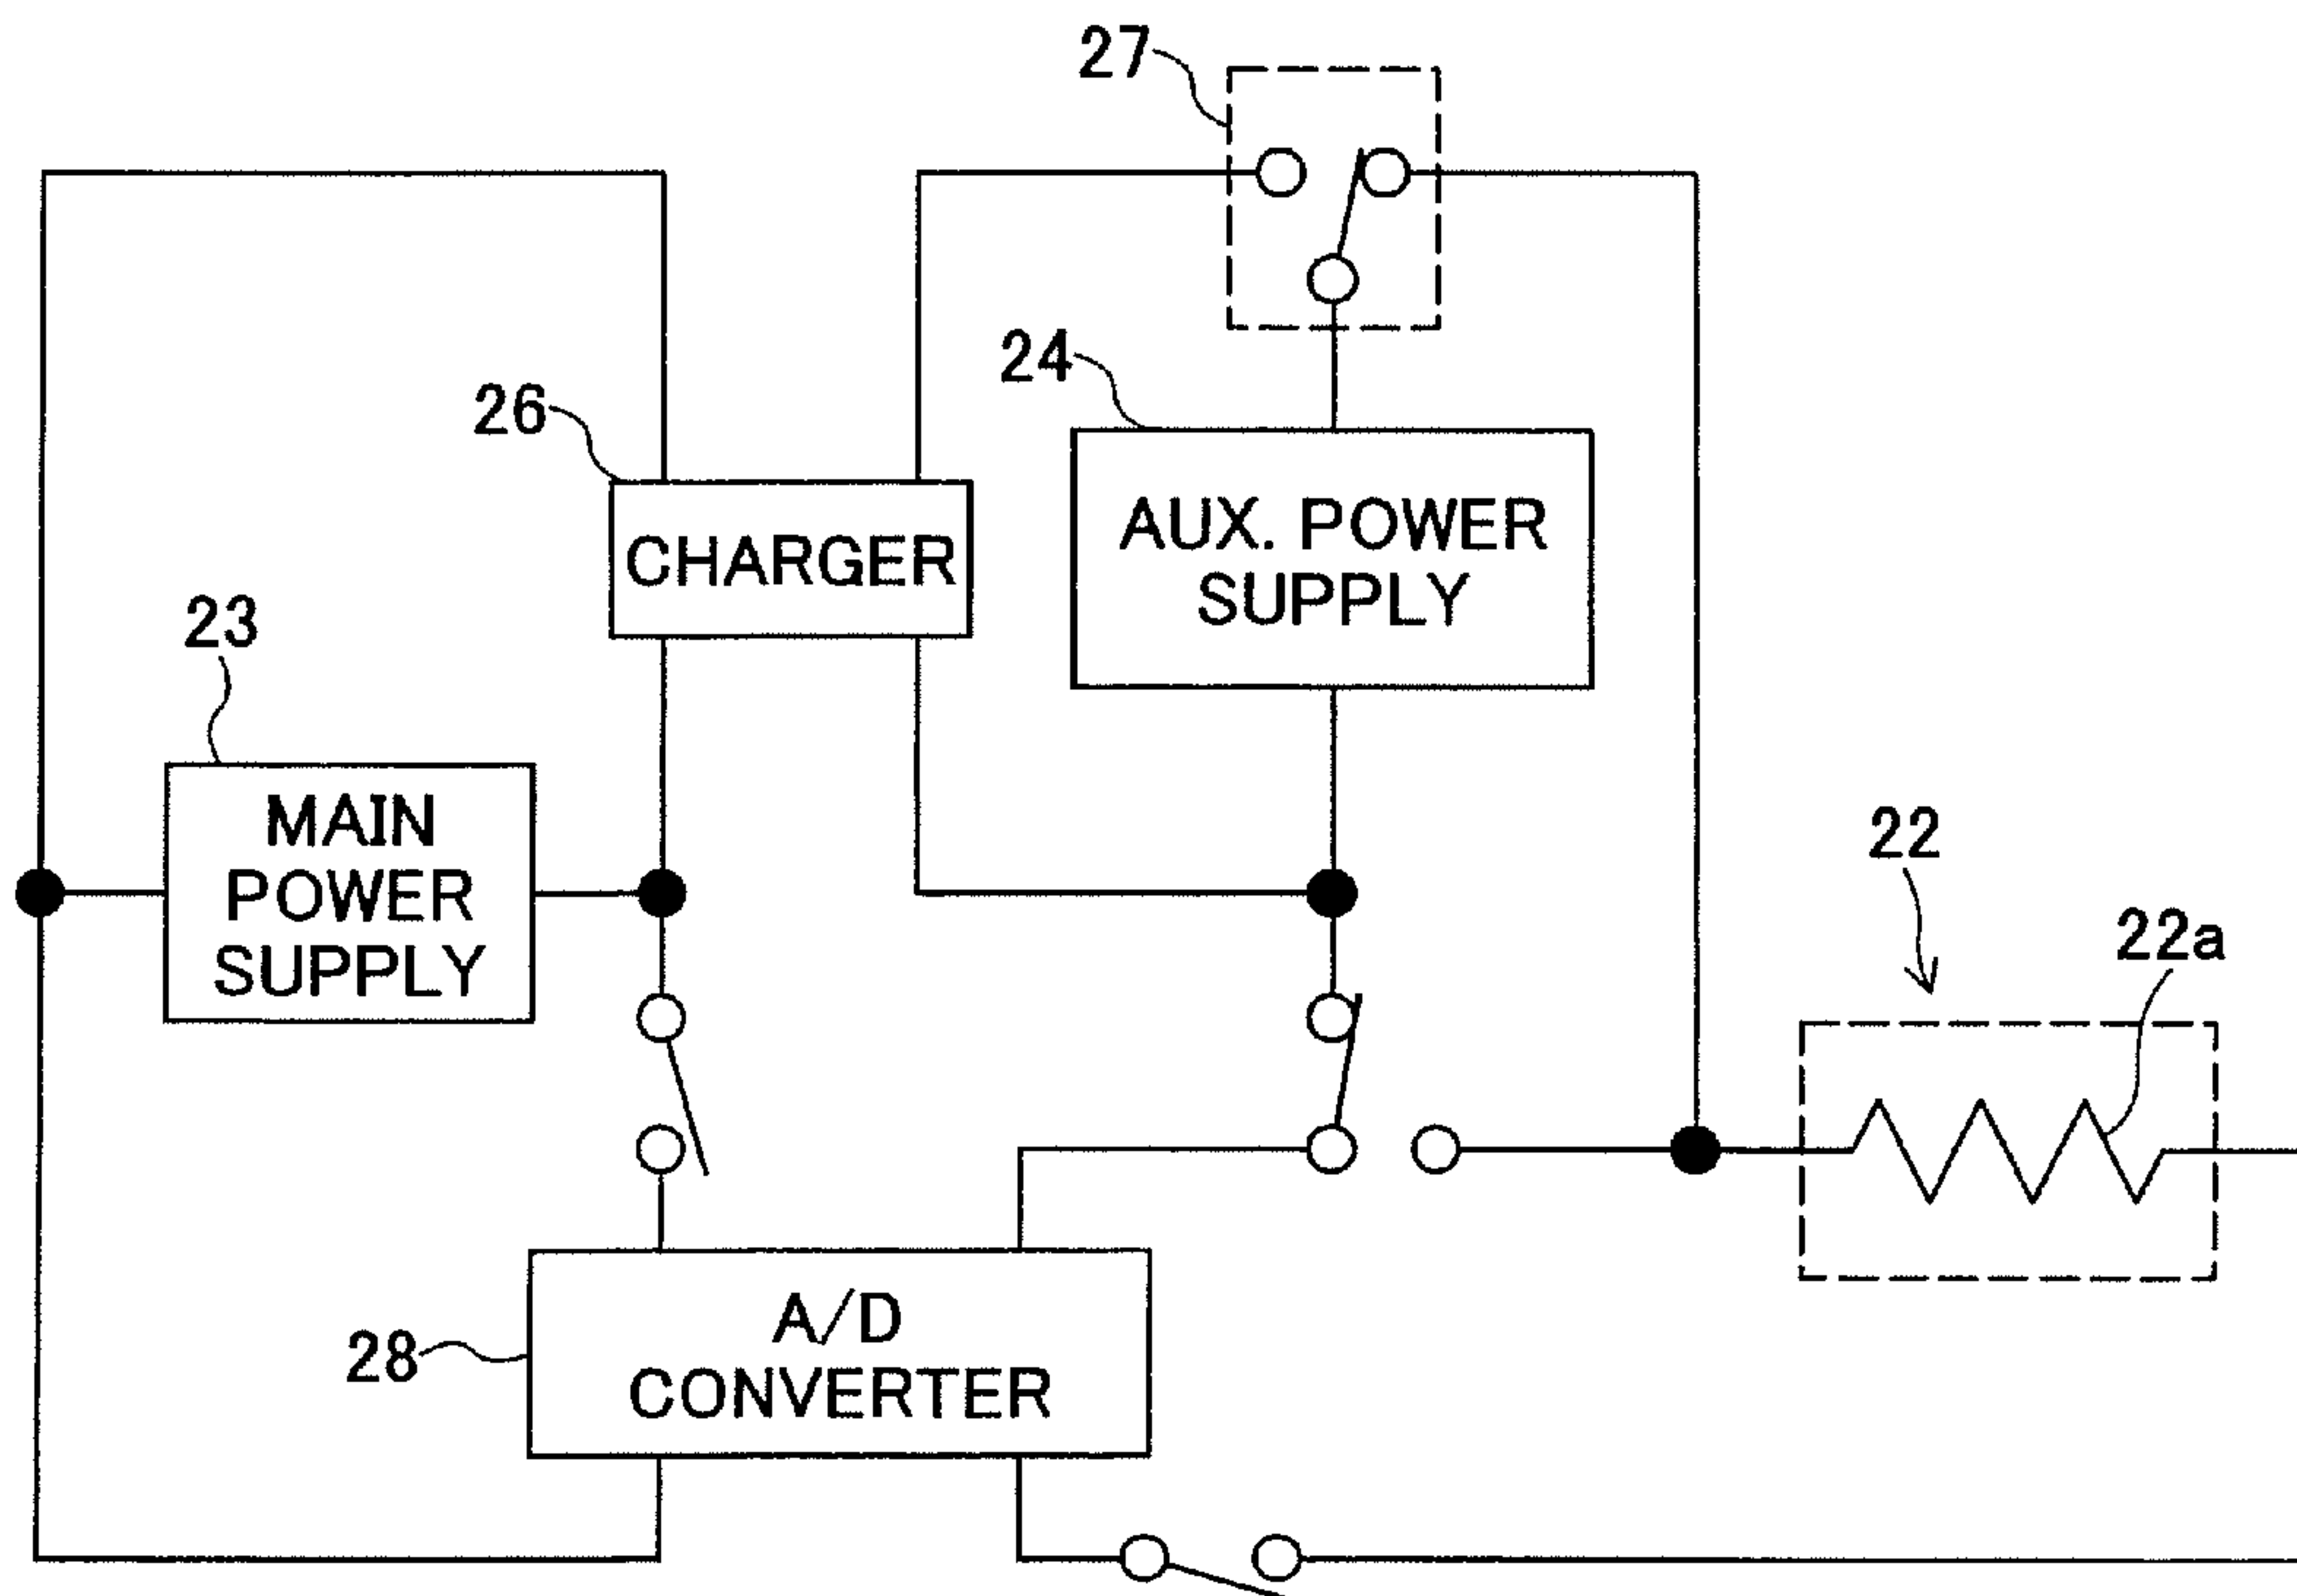 27
24
26
AUX. POWER
SUPPLY
CHARGER
23
MAIN
POWER
SUPPLY
22
22a
A/D
CONVERTER
28